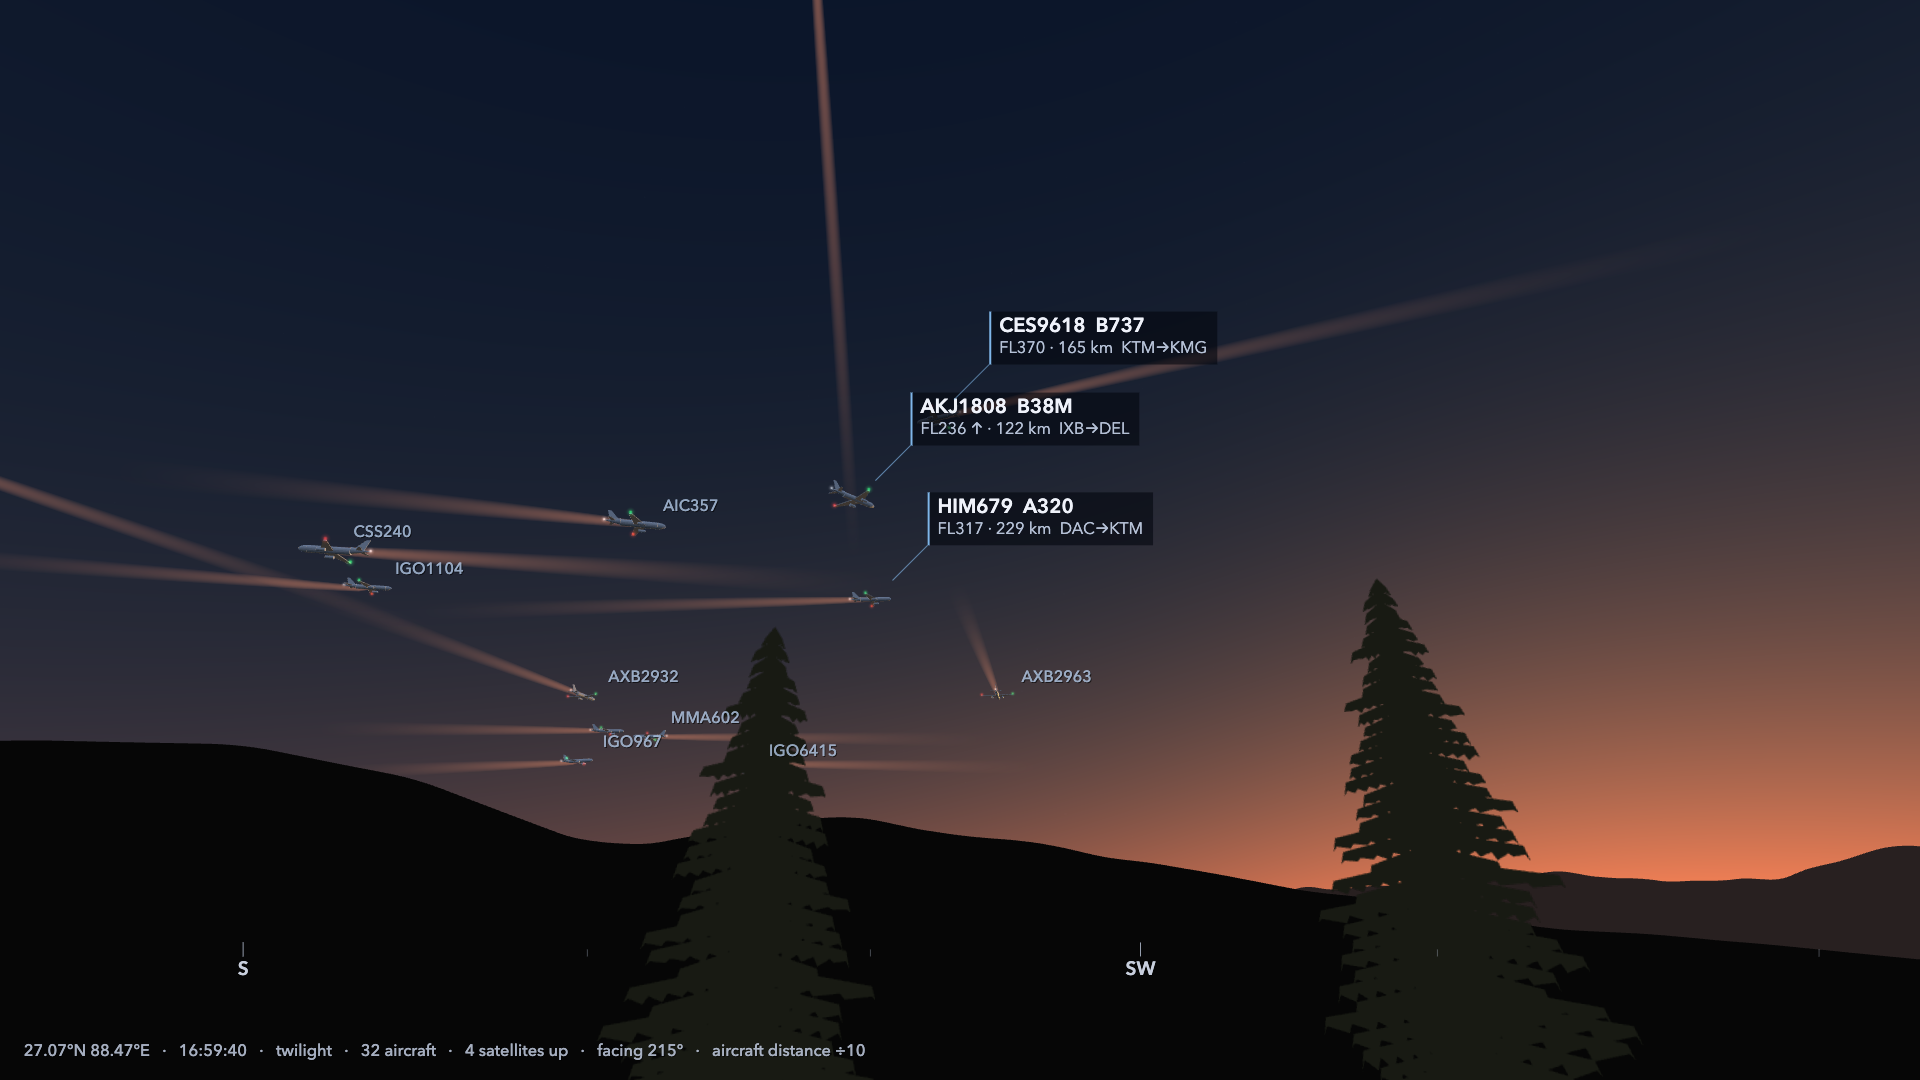 CES9618 B737
FL370 · 165 km KTM→KMG
AKJ1808 B38M
FL236 ↑ · 122 km IXB→DEL
HIM679 A320
FL317 · 229 km DAC→KTM
AIC357
CSS240
IGO1104
AXB2932
AXB2963
MMA602
IGO967
IGO6415
S
SW
27.07°N 88.47°E · 16:59:40 · twilight · 32 aircraft · 4 satellites up · facing 215° · aircraft distance ÷10